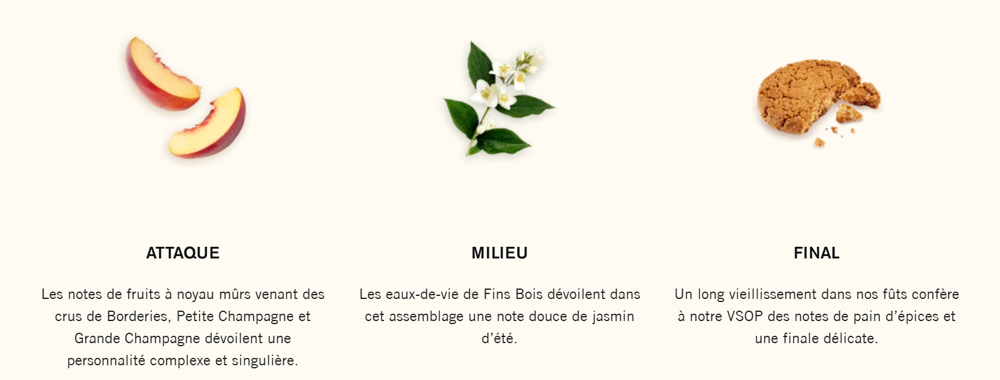 ATTAQUE
Les notes de fruits à noyau mûrs venant des
crus de Borderies, Petite Champagne et
Grande Champagne dévoilent une
personnalité complexe et singulière.
MILIEU
Les eaux-de-vie de Fins Bois dévoilent dans
cet assemblage une note douce de jasmin
d’été.
FINAL
Un long vieillissement dans nos fûts confère
à notre VSOP des notes de pain d’épices et
une finale délicate.